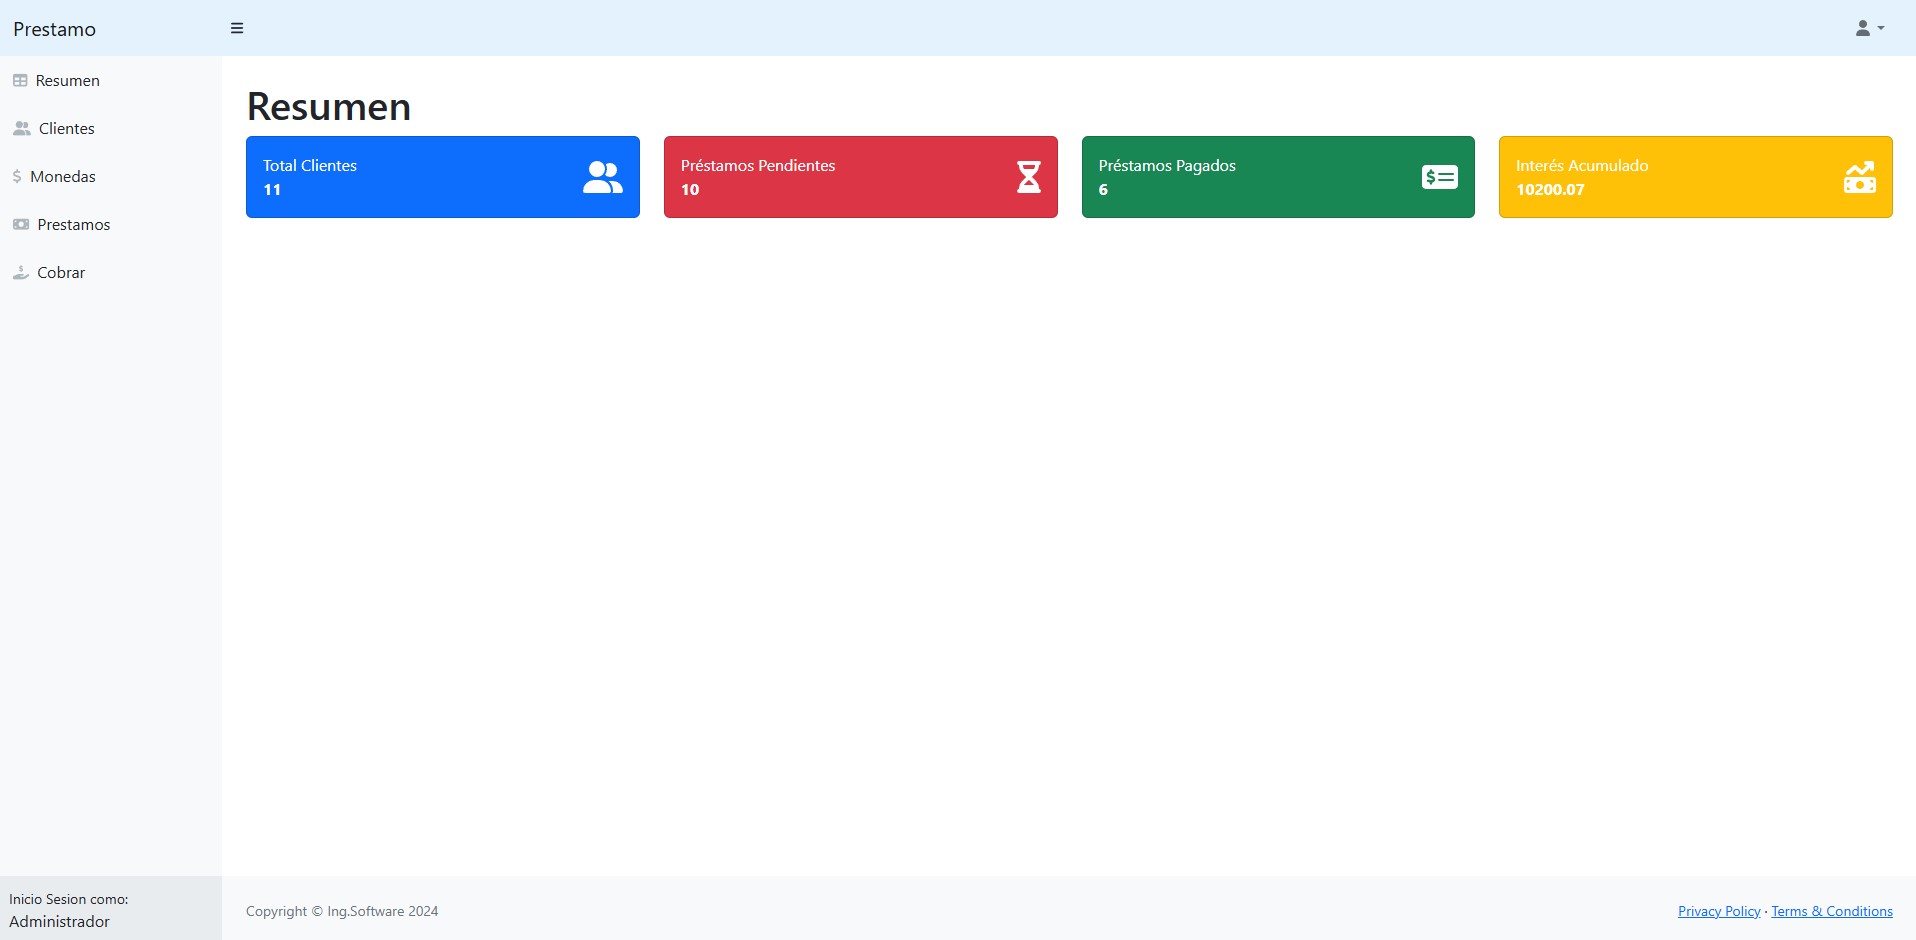 Prestamo
Resumen
Clientes
Monedas
Prestamos
Cobrar
Inicio Sesion como:
Administrador
Resumen
Total Clientes
11
Préstamos Pendientes
10
Préstamos Pagados
6
Interés Acumulado
10200.07
Copyright © Ing.Software 2024
Privacy Policy · Terms & Conditions